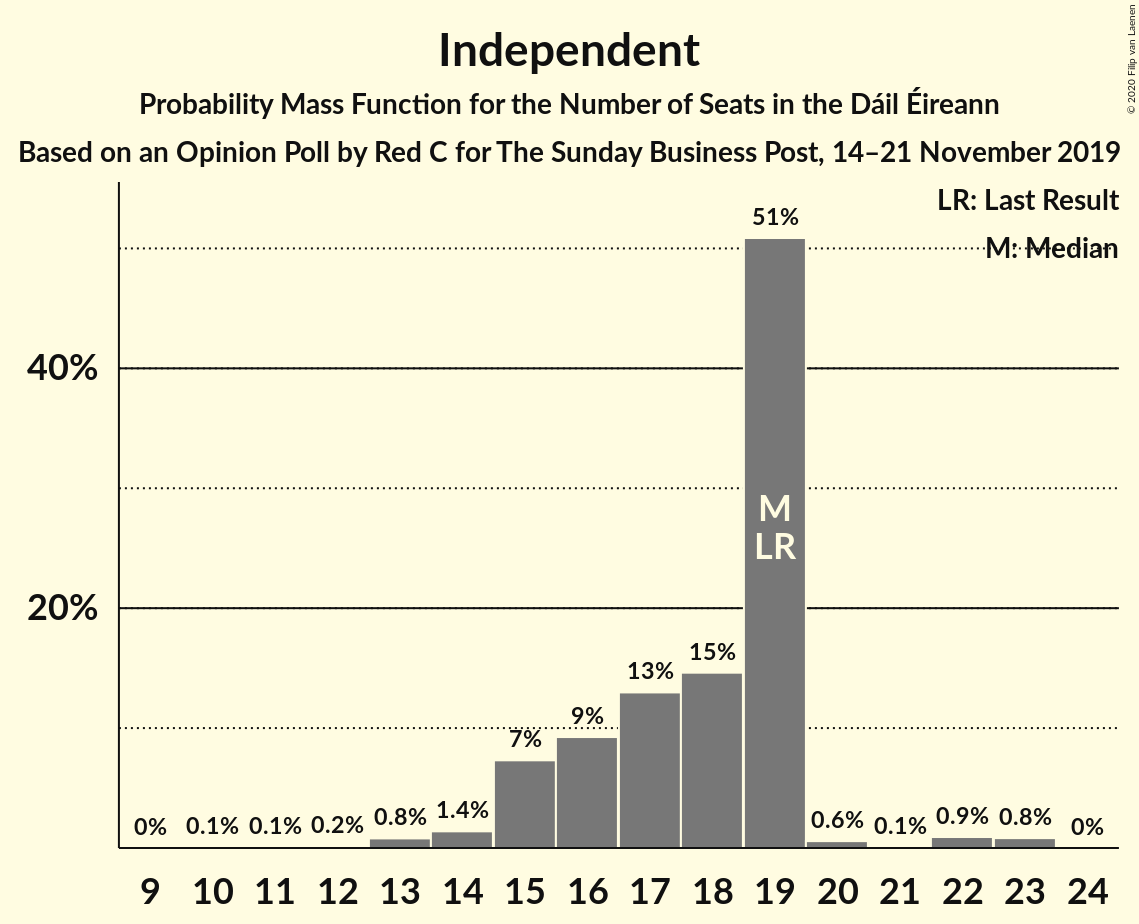 Independent
Probability Mass Function for the Number of Seats in the Dáil Éireann
Based on an Opinion Poll by Red C for The Sunday Business Post, 14–21 November 2019
© 2020 Filip van Laenen
LR: Last Result
M: Median
40%
20%
0% 0.1% 0.1% 0.2% 0.8% 1.4% 7% 9% 13% 15% 51% 0.6% 0.1% 0.9% 0.8% 0%
M
LR
9 10 11 12 13 14 15 16 17 18 19 20 21 22 23 24